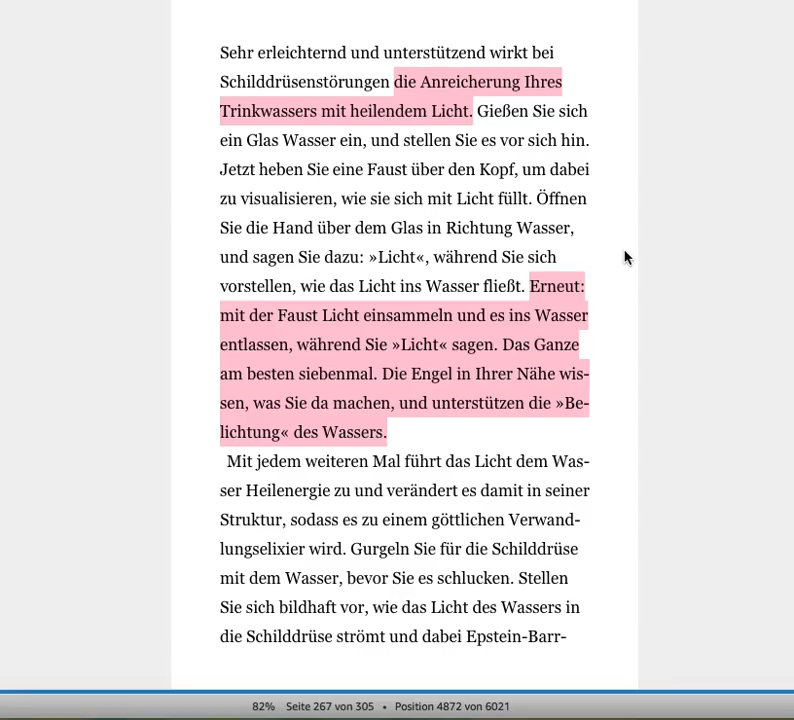 Sehr erleichternd und unterstützend wirkt bei
Schilddrüsenstörungen die Anreicherung Ihres
Trinkwassers mit heilendem Licht. Gießen Sie sich
ein Glas Wasser ein, und stellen Sie es vor sich hin.
Jetzt heben Sie eine Faust über den Kopf, um dabei
zu visualisieren, wie sie sich mit Licht füllt. Öffnen
Sie die Hand über dem Glas in Richtung Wasser,
und sagen Sie dazu: »Licht«, während Sie sich
vorstellen, wie das Licht ins Wasser fließt. Erneut:
mit der Faust Licht einsammeln und es ins Wasser
entlassen, während Sie »Licht« sagen. Das Ganze
am besten siebenmal. Die Engel in Ihrer Nähe wis-
sen, was Sie da machen, und unterstützen die »Be-
lichtung« des Wassers.
Mit jedem weiteren Mal führt das Licht dem Was-
ser Heilenergie zu und verändert es damit in seiner
Struktur, sodass es zu einem göttlichen Verwand-
lungselixier wird. Gurgeln Sie für die Schilddrüse
mit dem Wasser, bevor Sie es schlucken. Stellen
Sie sich bildhaft vor, wie das Licht des Wassers in
die Schilddrüse strömt und dabei Epstein-Barr-
82% Seite 267 von 305 • Position 4872 von 6021